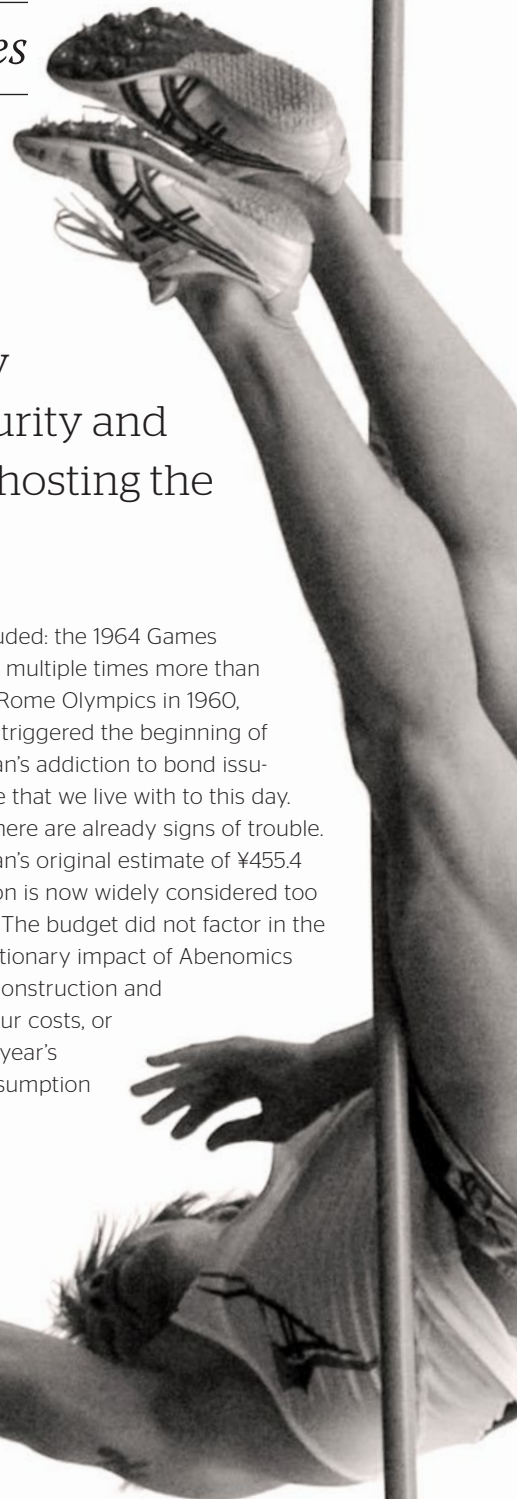 es
y
urity and
hosting the
uded: the 1964 Games
multiple times more than
Rome Olympics in 1960,
triggered the beginning of
an's addiction to bond issu-
e that we live with to this day.
here are already signs of trouble.
an's original estimate of ¥455.4
on is now widely considered too
The budget did not factor in the
tionary impact of Abenomics
onstruction and
ur costs, or
year's
sumption